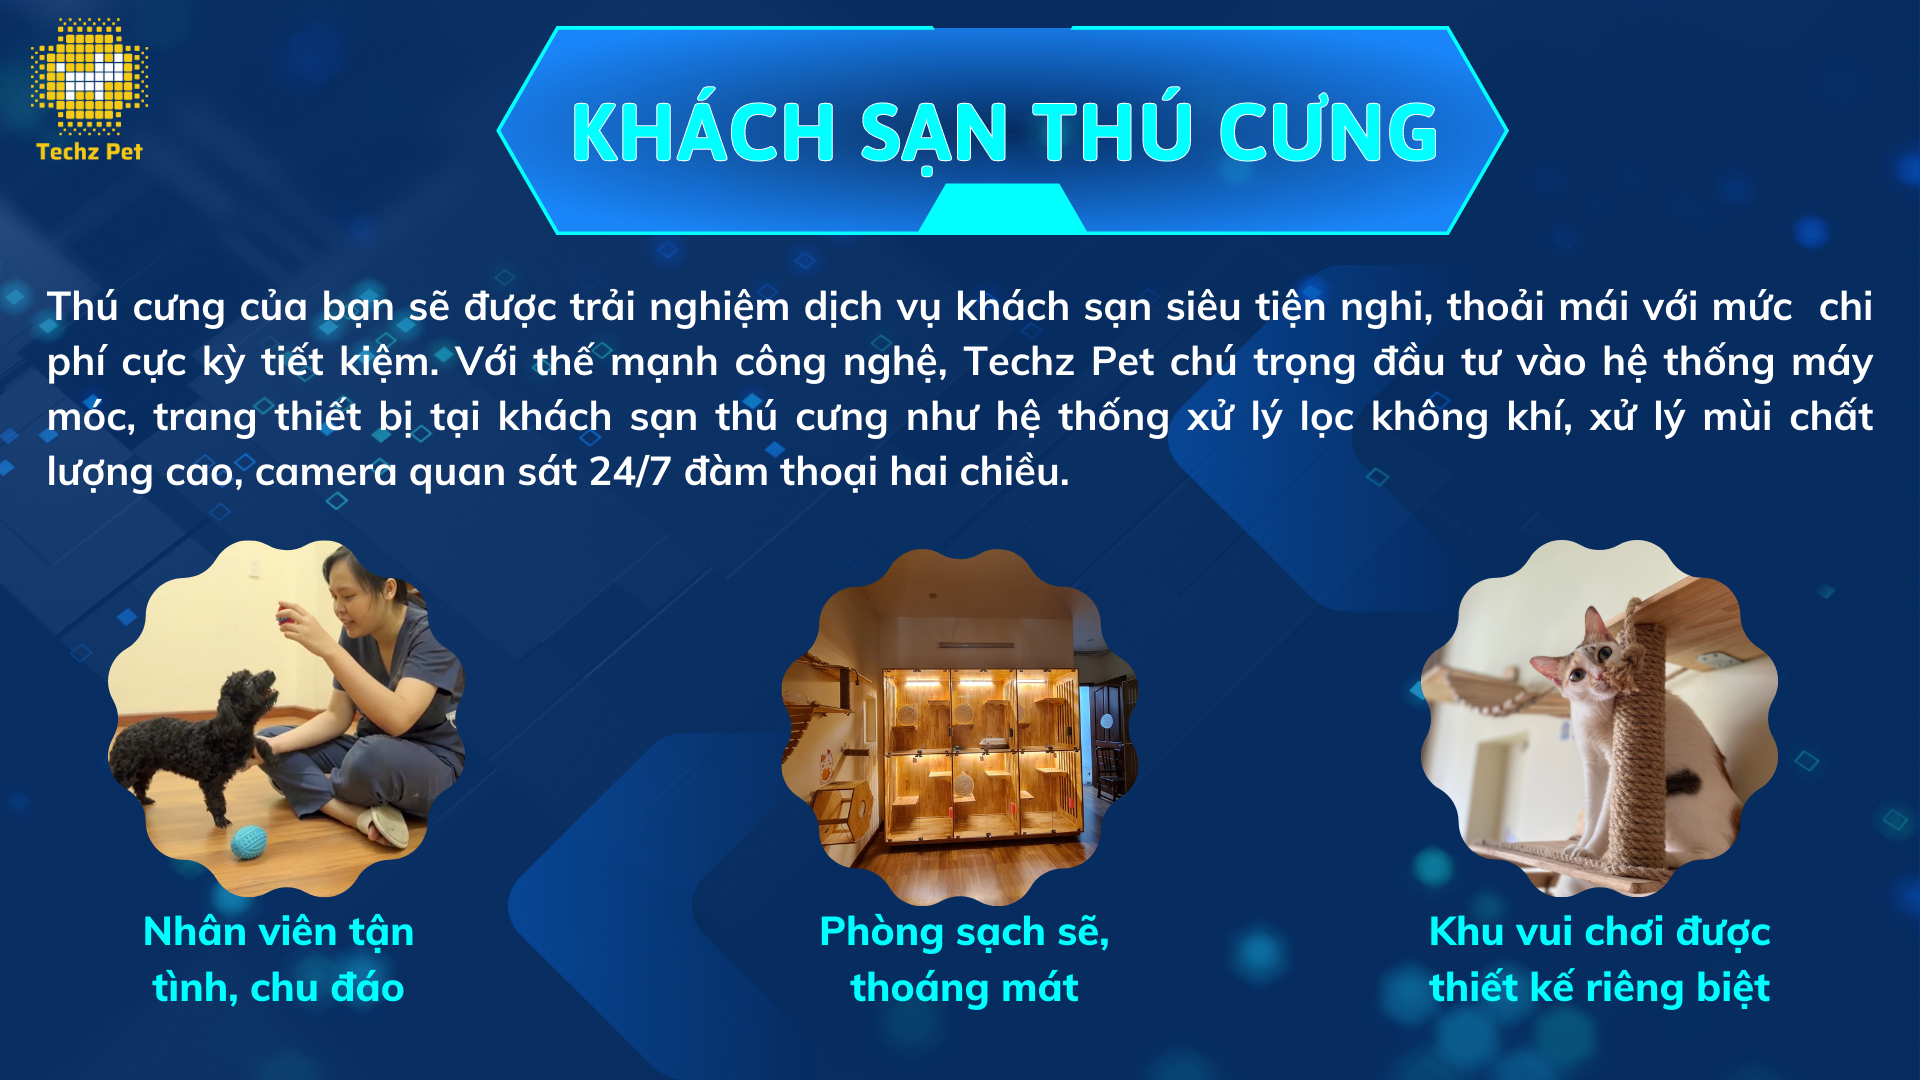 Techz Pet
KHÁCH SẠN THÚ CƯNG
Thú cưng của bạn sẽ được trải nghiệm dịch vụ khách sạn siêu tiện nghi, thoải mái với mức chi
phí cực kỳ tiết kiệm. Với thế mạnh công nghệ, Techz Pet chú trọng đầu tư vào hệ thống máy
móc, trang thiết bị tại khách sạn thú cưng như hệ thống xử lý lọc không khí, xử lý mùi chất
lượng cao, camera quan sát 24/7 đàm thoại hai chiều.
Nhân viên tận
tình, chu đáo
Phòng sạch sẽ,
thoáng mát
Khu vui chơi được
thiết kế riêng biệt